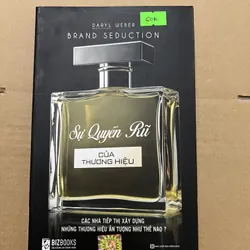 DARYL WEBER
60K
BRAND SEDUCTION
Sự Quyến Rũ
CỦA
THƯƠNG HIỆU
CÁC NHÀ TIẾP THỊ XÂY DỰNG
NHỮNG THƯƠNG HIỆU ẤN TƯỢNG NHƯ THẾ NÀO ?
BIZBOOKS